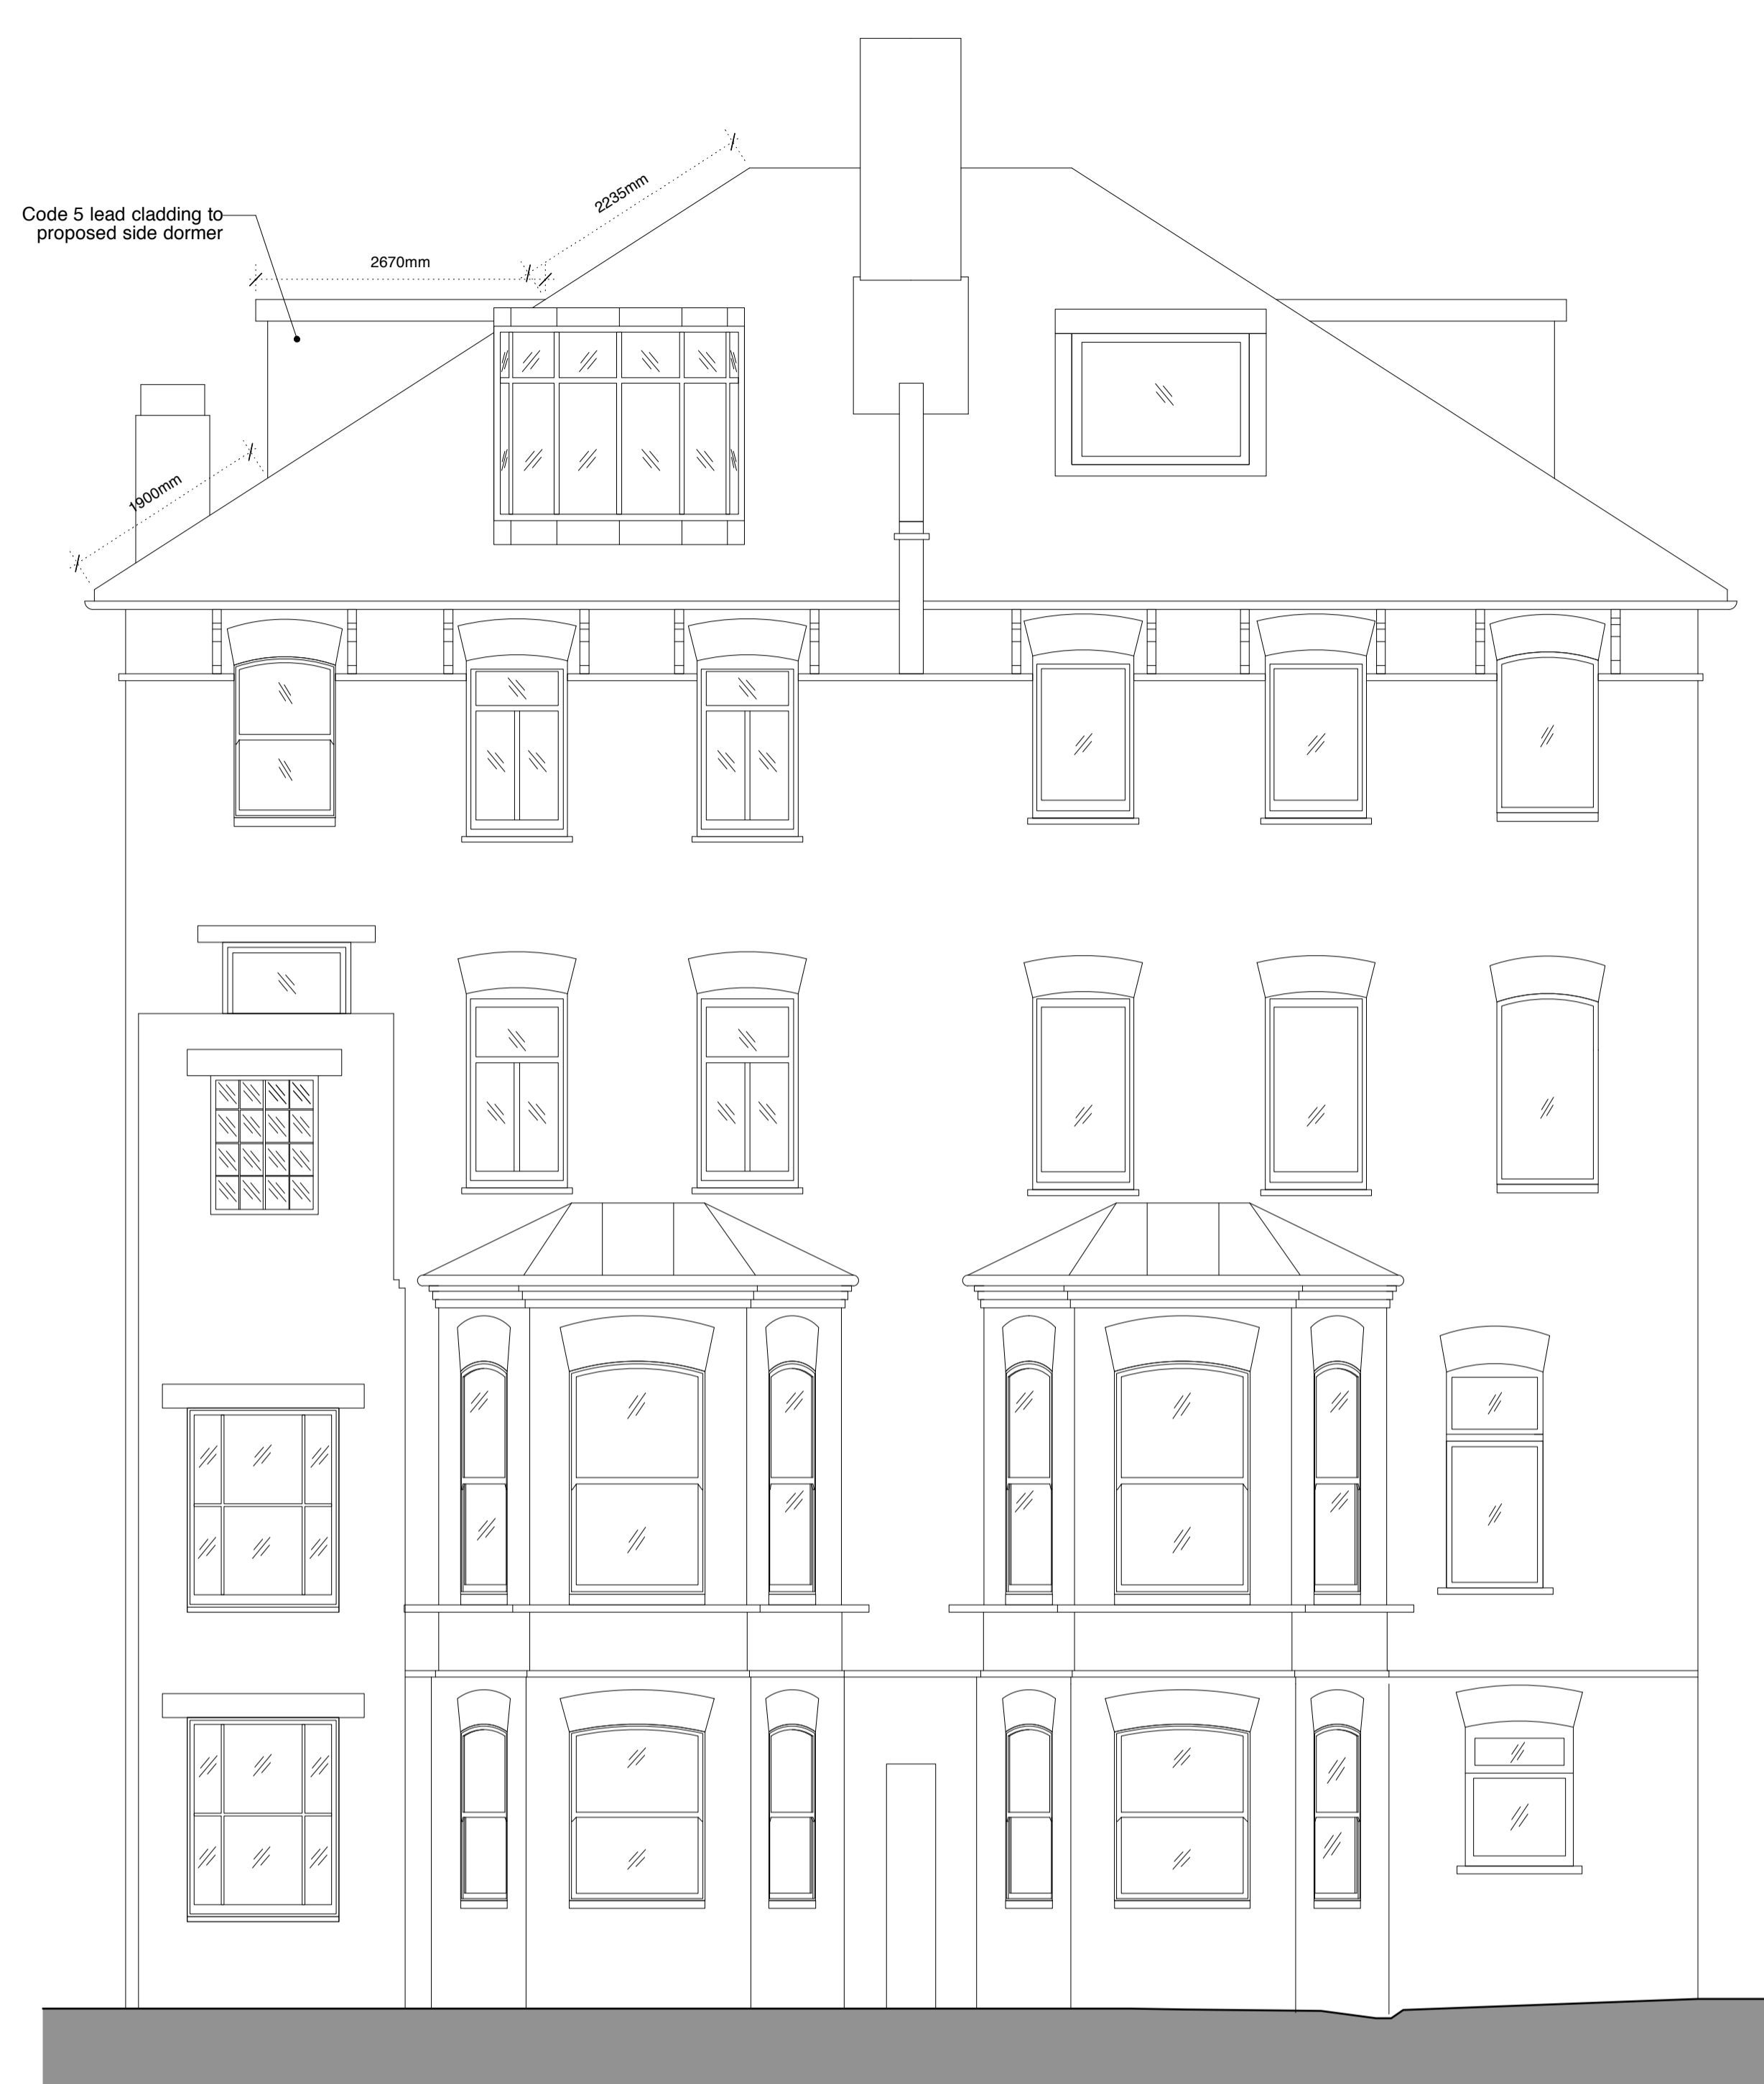 2235mm
Code 5 lead cladding to
proposed side dormer
2670mm
1900mm